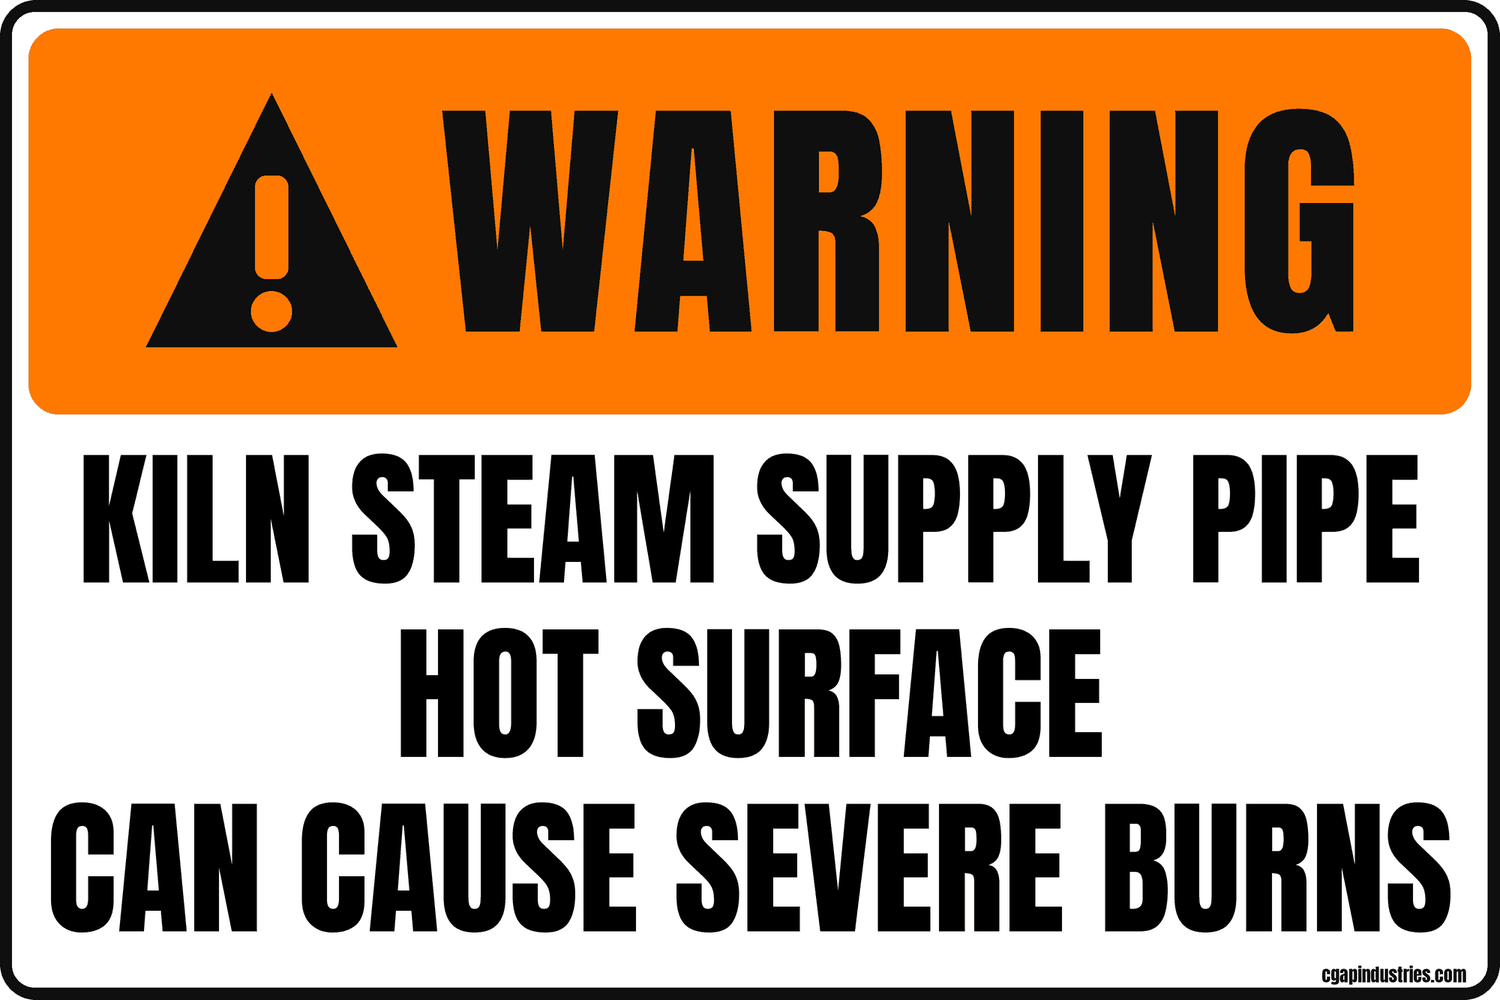 WARNING
KILN STEAM SUPPLY PIPE
HOT SURFACE
CAN CAUSE SEVERE BURNS
cgapindustries.com